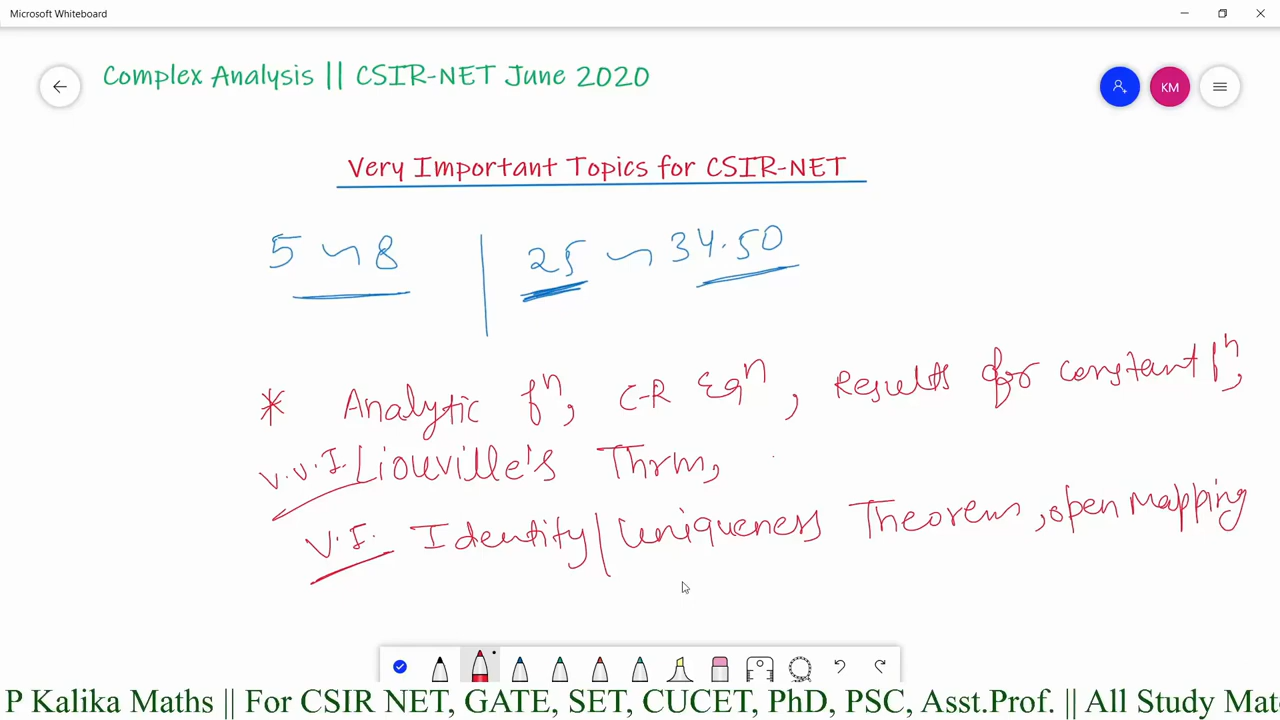 Microsoft Whiteboard
Complex Analysis || CSIR-NET June 2020
KM
Very Important Topics for CSIR-NET
5 ~ 8 | 25 ~ 34.50
* Analytic fⁿ, C-R Eqⁿ, Results for constant fⁿ,
V.V.I. Liouville's Thrm,
V.I. Identity/Uniqueness Theorem, open mapping
P Kalika Maths || For CSIR NET, GATE, SET, CUCET, PhD, PSC, Asst.Prof. || All Study Mat